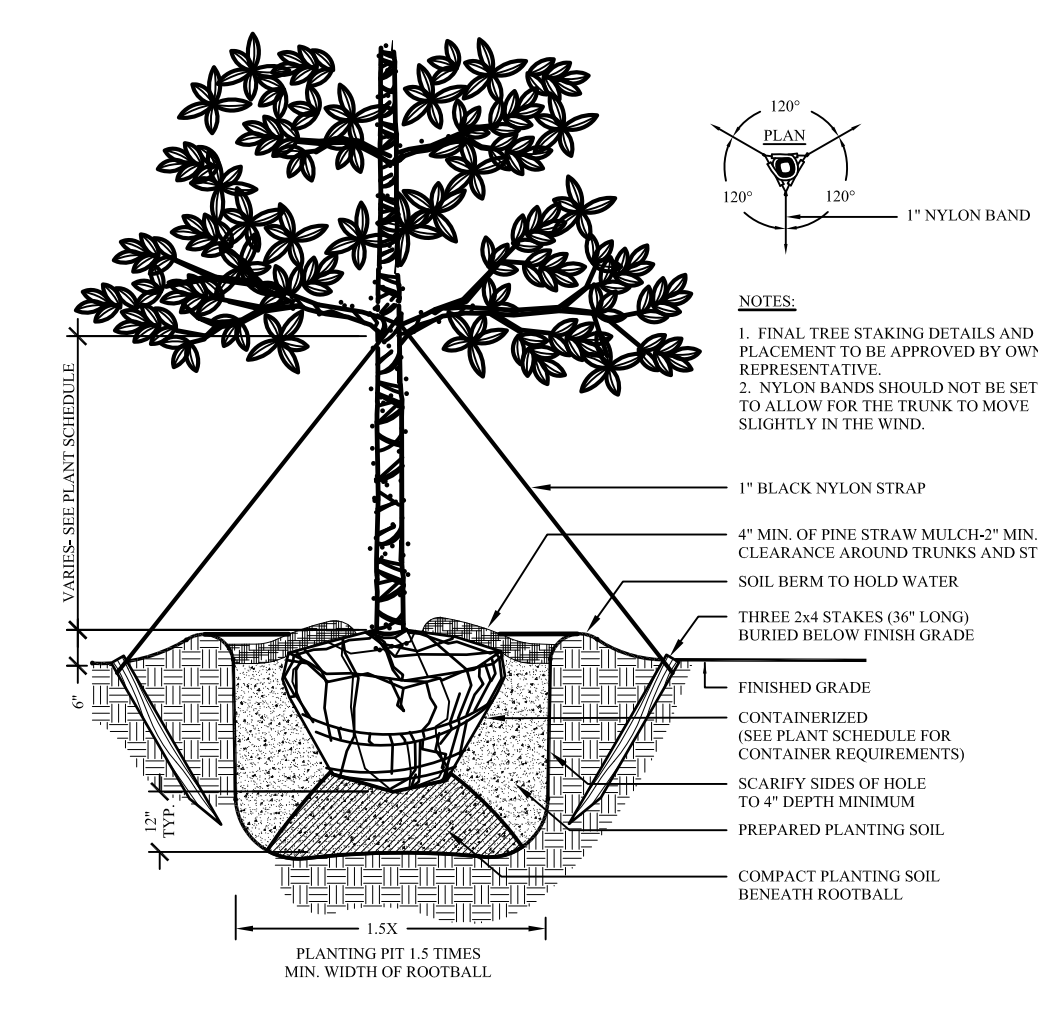 120°
PLAN
120°
120°
1" NYLON BAND
NOTES:
1. FINAL TREE STAKING DETAILS AND
PLACEMENT TO BE APPROVED BY
REPRESENTATIVE.
2. NYLON BANDS SHOULD NOT BE SET
TO ALLOW FOR THE TRUNK TO MOVE
SLIGHTLY IN THE WIND.
VARIES- SEE PLANT SCHEDULE
1" BLACK NYLON STRAP
4" MIN. OF PINE STRAW MULCH-2" MIN.
CLEARANCE AROUND TRUNKS AND
SOIL BERM TO HOLD WATER
THREE 2x4 STAKES (36" LONG)
BURIED BELOW FINISH GRADE
6"
FINISHED GRADE
CONTAINERIZED
(SEE PLANT SCHEDULE FOR
CONTAINER REQUIREMENTS)
SCARIFY SIDES OF HOLE
TO 4" DEPTH MINIMUM
12"
TYP.
PREPARED PLANTING SOIL
COMPACT PLANTING SOIL
BENEATH ROOTBALL
1.5X
PLANTING PIT 1.5 TIMES
MIN. WIDTH OF ROOTBALL